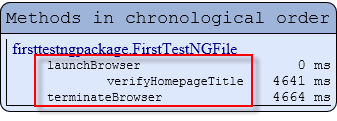 Methods in chronological order
firsttestngpackage.FirstTestNGFile
launchBrowser 0 ms
verifyHomepageTitle 4641 ms
terminateBrowser 4664 ms